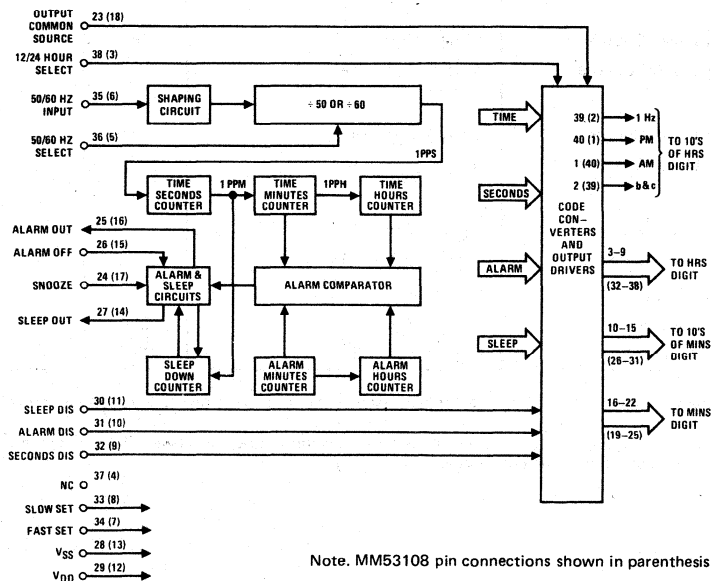 OUTPUT
COMMON
SOURCE
23 (18)
12/24 HOUR
SELECT
38 (3)
50/60 HZ
INPUT
35 (6)
SHAPING
CIRCUIT
÷ 50 OR ÷ 60
50/60 HZ
SELECT
36 (5)
1PPS
TIME
SECONDS
COUNTER
1 PPM
TIME
MINUTES
COUNTER
1PPH
TIME
HOURS
COUNTER
ALARM OUT
25 (16)
ALARM OFF
26 (15)
SNOOZE
24 (17)
SLEEP OUT
27 (14)
ALARM &
SLEEP
CIRCUITS
ALARM COMPARATOR
SLEEP
DOWN
COUNTER
ALARM
MINUTES
COUNTER
ALARM
HOURS
COUNTER
SLEEP DIS
30 (11)
ALARM DIS
31 (10)
SECONDS DIS
32 (9)
NC
37 (4)
SLOW SET
33 (8)
FAST SET
34 (7)
VSS
28 (13)
VDD
29 (12)
TIME
SECONDS
ALARM
SLEEP
39 (2)
1 Hz
40 (1)
PM
1 (40)
AM
2 (39)
b & c
TO 10'S
OF HRS
DIGIT
CODE
CON–
VERTERS
AND
OUTPUT
DRIVERS
3–9
(32–38)
TO HRS
DIGIT
10–15
(26–31)
TO 10'S
OF MINS
DIGIT
16–22
(19–25)
TO MINS
DIGIT
Note. MM53108 pin connections shown in parenthesis